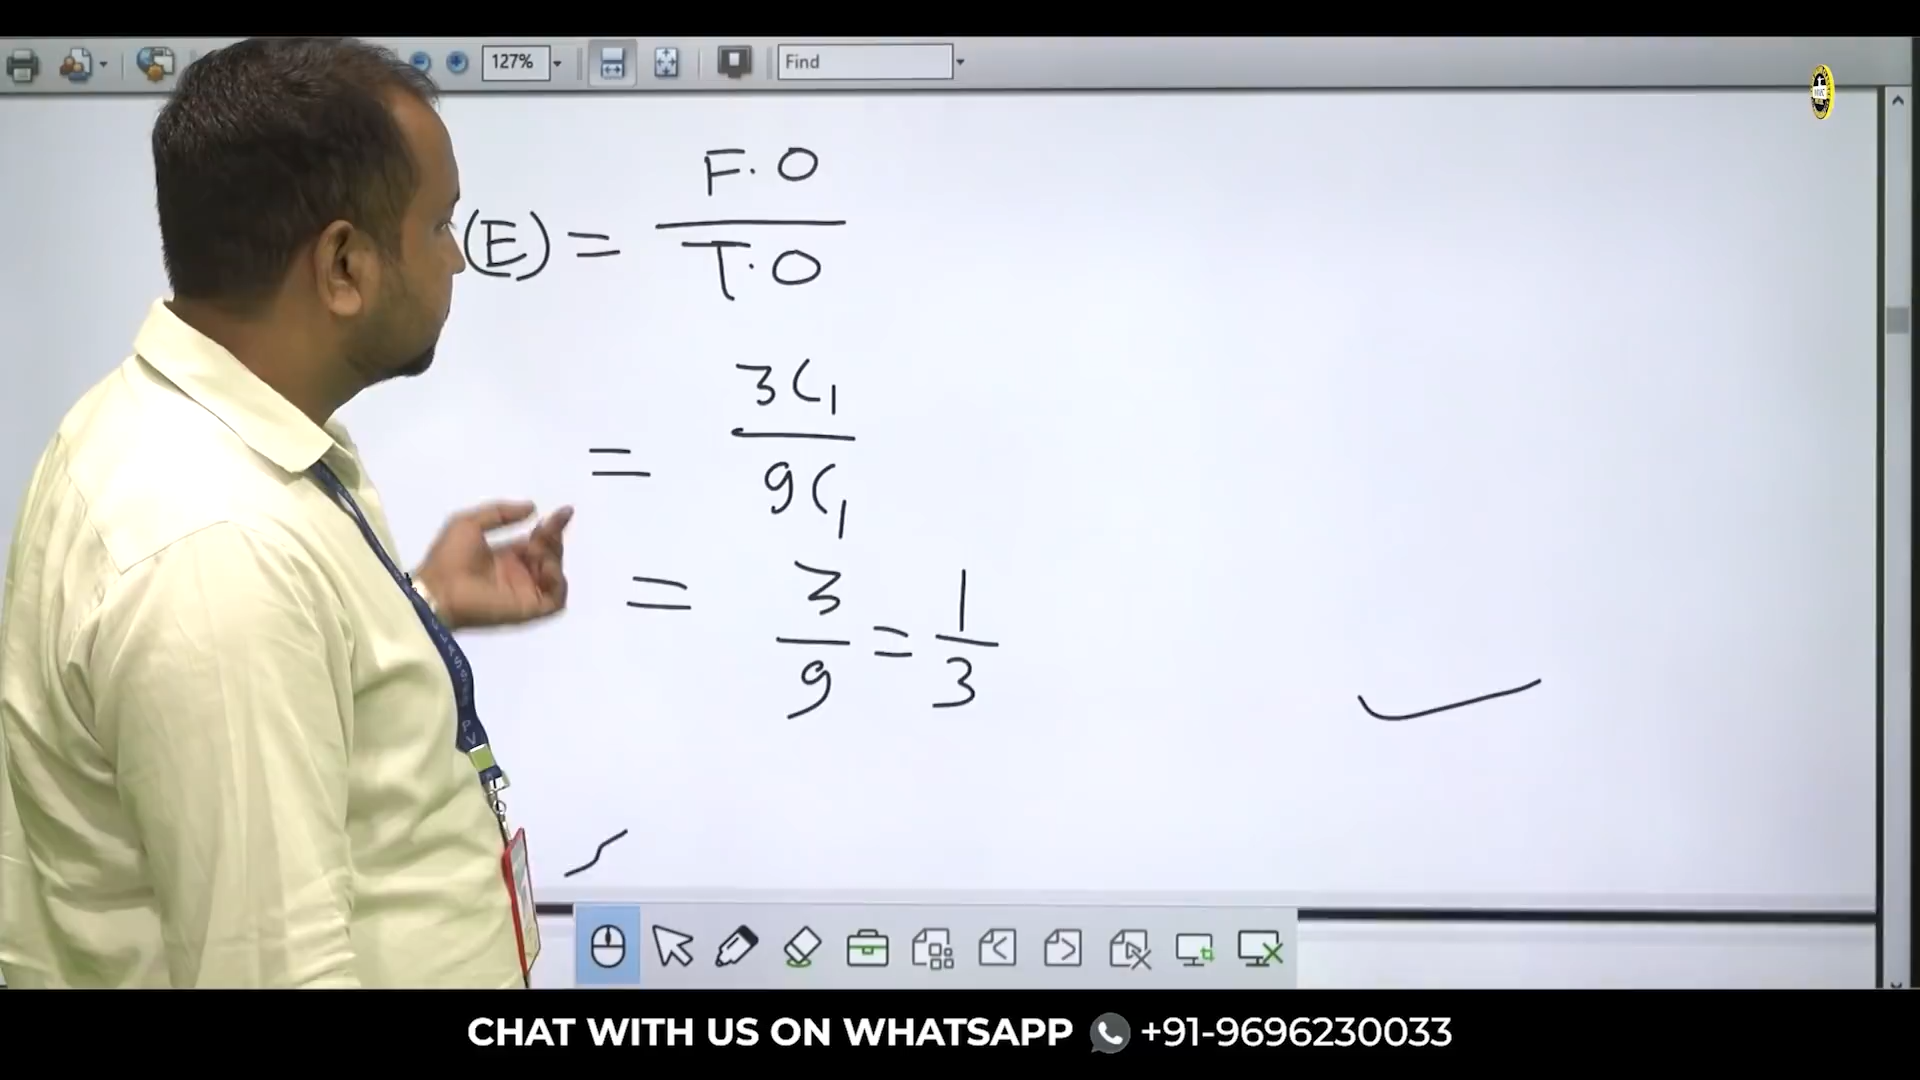 127%
Find
(E) = F.O / T.O
= 3C1 / 9C1
= 3/9 = 1/3
CHAT WITH US ON WHATSAPP +91-9696230033